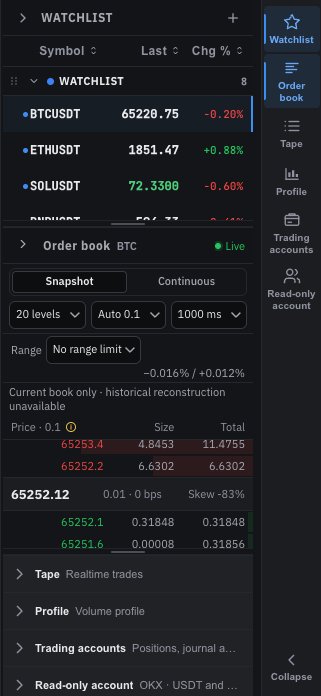 WATCHLIST
Symbol Last Chg %
WATCHLIST 8
BTCUSDT 65220.75 -0.20%
ETHUSDT 1851.47 +0.88%
SOLUSDT 72.3300 -0.60%
Order book BTC Live
Snapshot Continuous
20 levels Auto 0.1 1000 ms
Range No range limit
−0.016% / +0.012%
Current book only · historical reconstruction
unavailable
Price · 0.1 Size Total
65253.4 4.8453 11.4755
65252.2 6.6302 6.6302
65252.12 0.01 · 0 bps Skew -83%
65252.1 0.31848 0.31848
65251.6 0.00008 0.31856
Tape Realtime trades
Profile Volume profile
Trading accounts Positions, journal a…
Read-only account OKX · USDT and …
Watchlist
Order
book
Tape
Profile
Trading
accounts
Read-only
account
Collapse